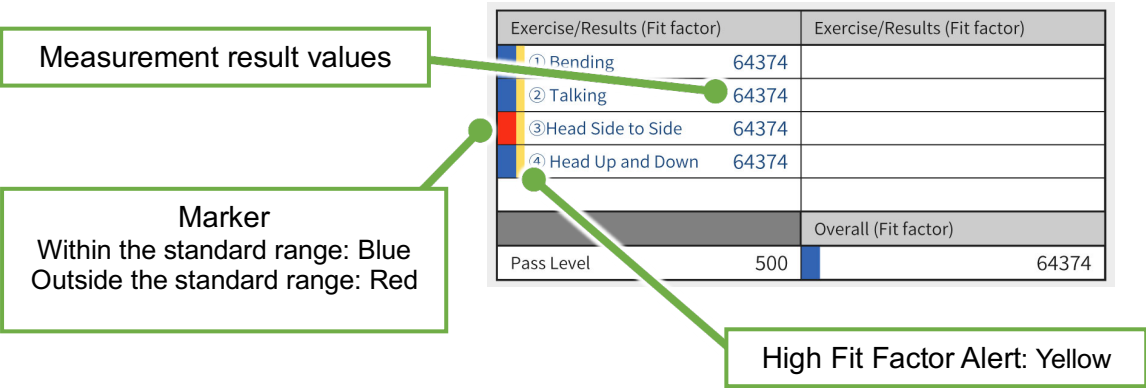 Measurement result values
Exercise/Results (Fit factor) Exercise/Results (Fit factor)
① Bending 64374
② Talking 64374
③Head Side to Side 64374
④ Head Up and Down 64374
Overall (Fit factor)
Pass Level 500 64374
Marker
Within the standard range: Blue
Outside the standard range: Red
High Fit Factor Alert: Yellow